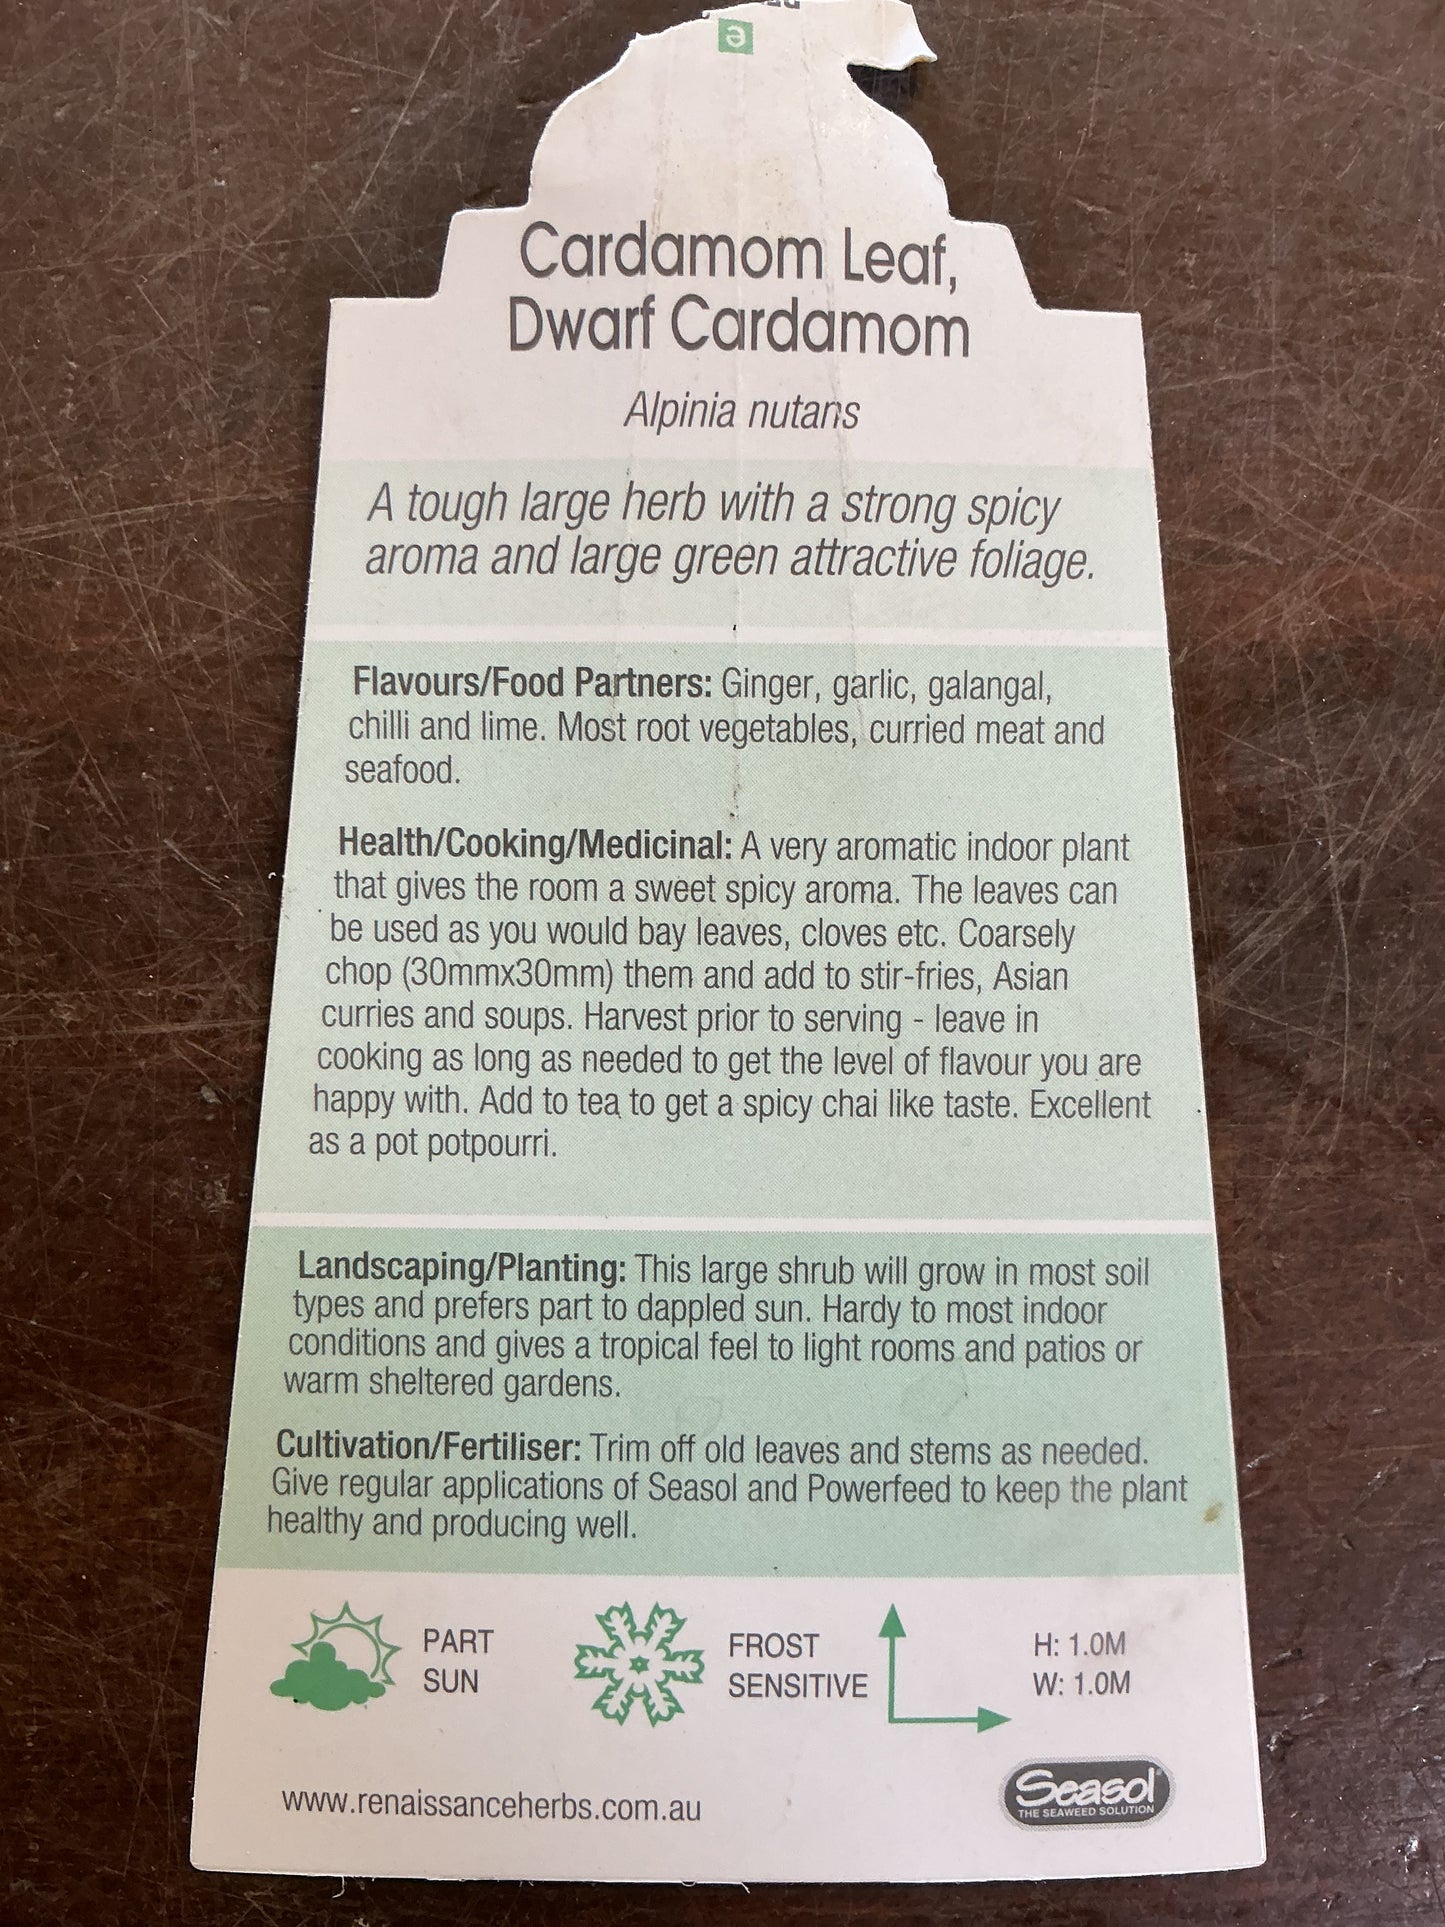 Cardamom Leaf,
Dwarf Cardamom
Alpinia nutans
A tough large herb with a strong spicy
aroma and large green attractive foliage.
Flavours/Food Partners: Ginger, garlic, galangal,
chilli and lime. Most root vegetables, curried meat and
seafood.
Health/Cooking/Medicinal: A very aromatic indoor plant
that gives the room a sweet spicy aroma. The leaves can
be used as you would bay leaves, cloves etc. Coarsely
chop (30mmx30mm) them and add to stir-fries, Asian
curries and soups. Harvest prior to serving - leave in
cooking as long as needed to get the level of flavour you are
happy with. Add to tea to get a spicy chai like taste. Excellent
as a pot potpourri.
Landscaping/Planting: This large shrub will grow in most soil
types and prefers part to dappled sun. Hardy to most indoor
conditions and gives a tropical feel to light rooms and patios or
warm sheltered gardens.
Cultivation/Fertiliser: Trim off old leaves and stems as needed.
Give regular applications of Seasol and Powerfeed to keep the plant
healthy and producing well.
PART
SUN
FROST
SENSITIVE
H: 1.0M
W: 1.0M
www.renaissanceherbs.com.au
Seasol
THE SEAWEED SOLUTION